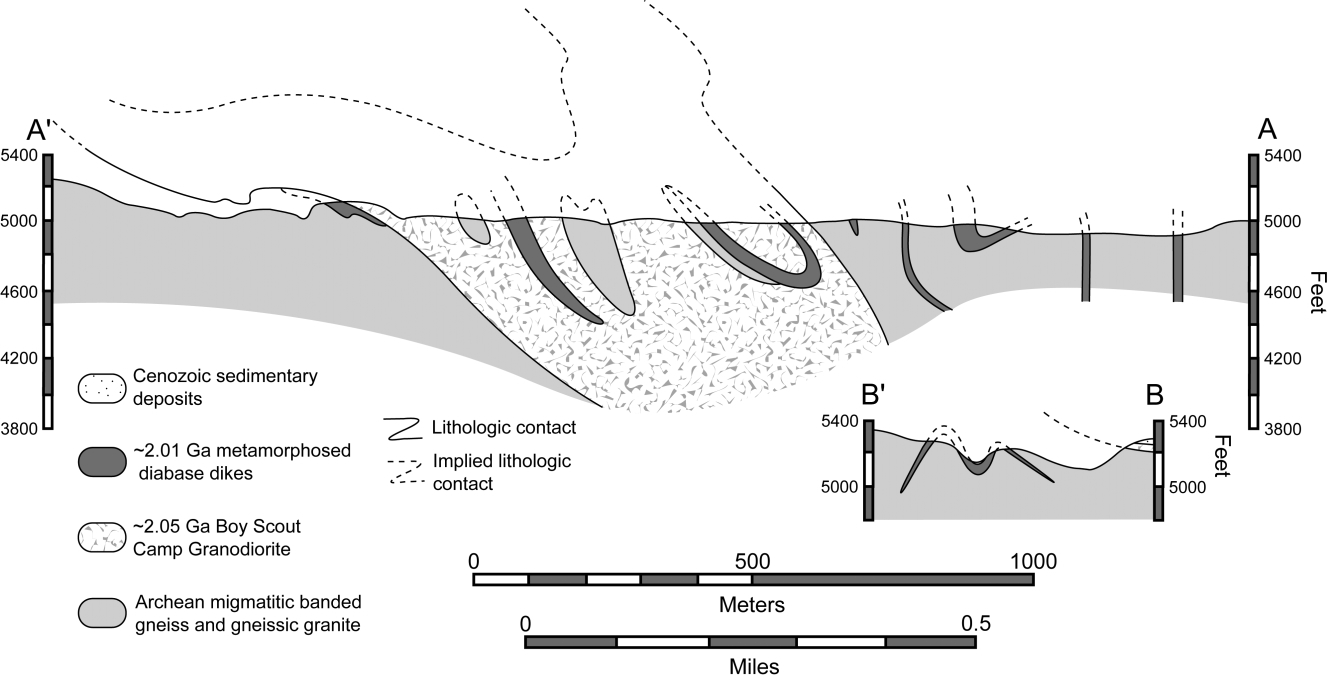 A'
A
5400
5000
4600
4200
3800
5400
5000
4600
4200
3800
Feet
Cenozoic sedimentary
deposits
~2.01 Ga metamorphosed
diabase dikes
~2.05 Ga Boy Scout
Camp Granodiorite
Archean migmatitic banded
gneiss and gneissic granite
Lithologic contact
Implied lithologic
contact
B'
B
5400
5000
5400
5000
Feet
0 500 1000
Meters
0 0.5
Miles